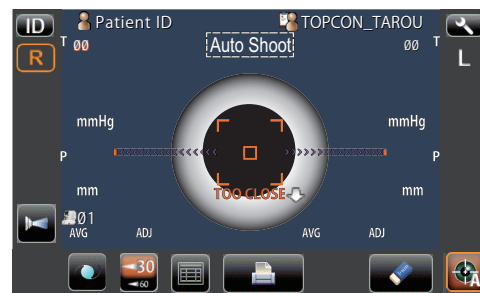 ID Patient ID TOPCON_TAROU
R T 00 Auto Shoot 00 T L
mmHg mmHg
P P
mm TOO CLOSE mm
01
AVG ADJ AVG ADJ
30
60
A